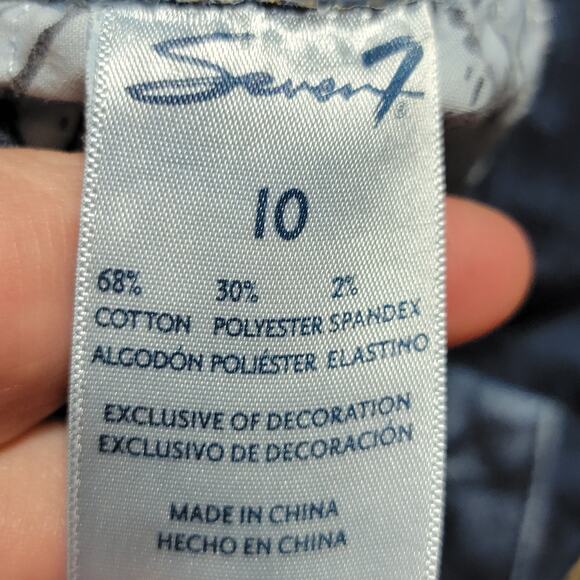 Seven7®
10
68% 30% 2%
COTTON POLYESTER SPANDEX
ALGODÓN POLIÉSTER ELASTINO
EXCLUSIVE OF DECORATION
EXCLUSIVO DE DECORACIÓN
MADE IN CHINA
HECHO EN CHINA